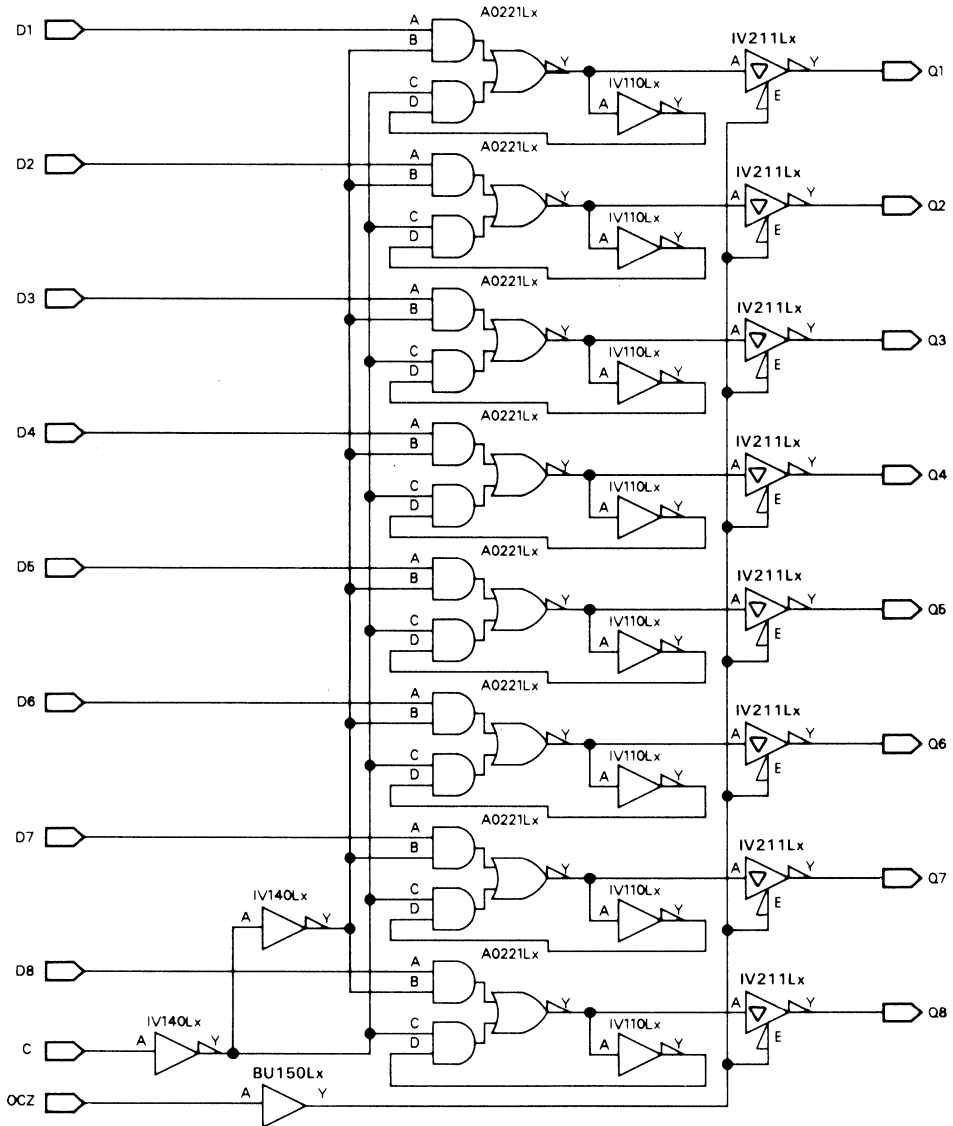 A0221Lx
D1 A B Y IV211Lx A Y Q1
C D IV110Lx A Y E
A0221Lx
D2 A B Y IV211Lx A Y Q2
C D IV110Lx A Y E
A0221Lx
D3 A B Y IV211Lx A Y Q3
C D IV110Lx A Y E
A0221Lx
D4 A B Y IV211Lx A Y Q4
C D IV110Lx A Y E
A0221Lx
D5 A B Y IV211Lx A Y Q5
C D IV110Lx A Y E
A0221Lx
D6 A B Y IV211Lx A Y Q6
C D IV110Lx A Y E
A0221Lx
D7 A B Y IV211Lx A Y Q7
C D IV110Lx A Y E
IV140Lx A Y
A0221Lx
D8 A B Y IV211Lx A Y Q8
C D IV110Lx A Y E
IV140Lx
C A Y
BU150Lx
OCZ A Y